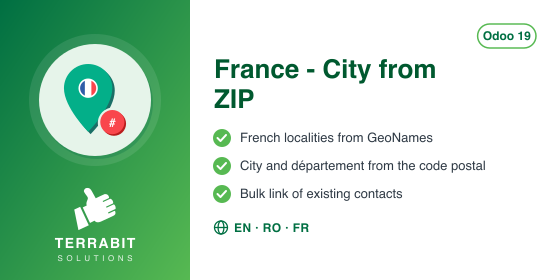 Odoo 19
France - City from
ZIP
French localities from GeoNames
City and département from the code postal
Bulk link of existing contacts
EN · RO · FR
#
TERRABIT
SOLUTIONS